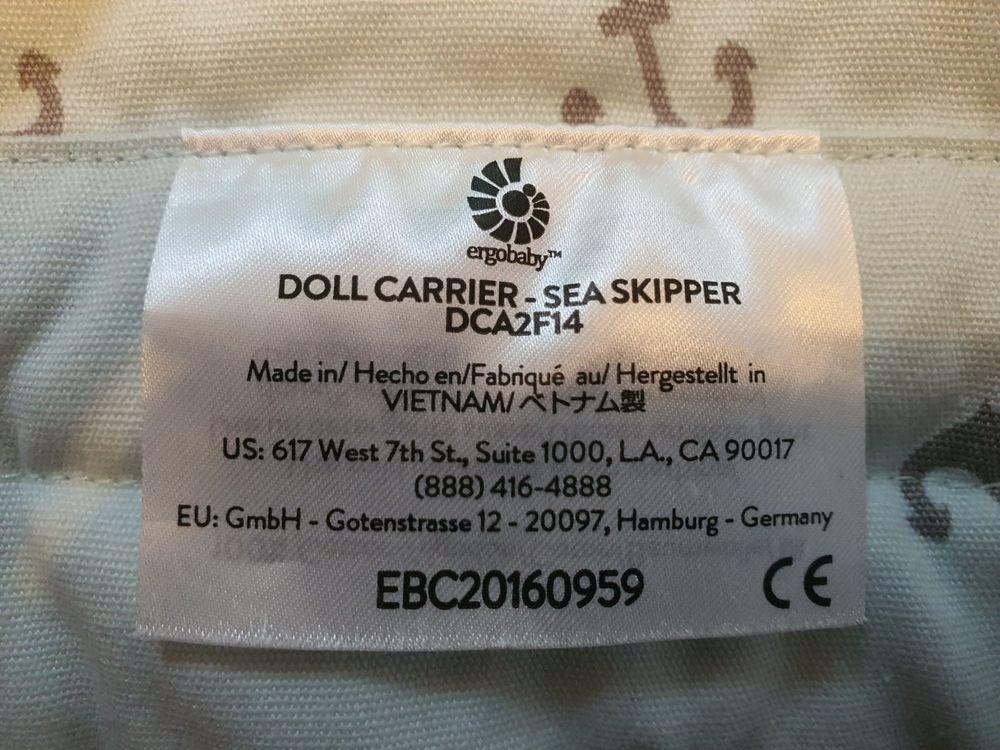 ergobaby™
DOLL CARRIER - SEA SKIPPER
DCA2F14
Made in/ Hecho en/Fabriqué au/ Hergestellt in
VIETNAM/ベトナム製
US: 617 West 7th St., Suite 1000, L.A., CA 90017
(888) 416-4888
EU: GmbH - Gotenstrasse 12 - 20097, Hamburg - Germany
EBC20160959 CE